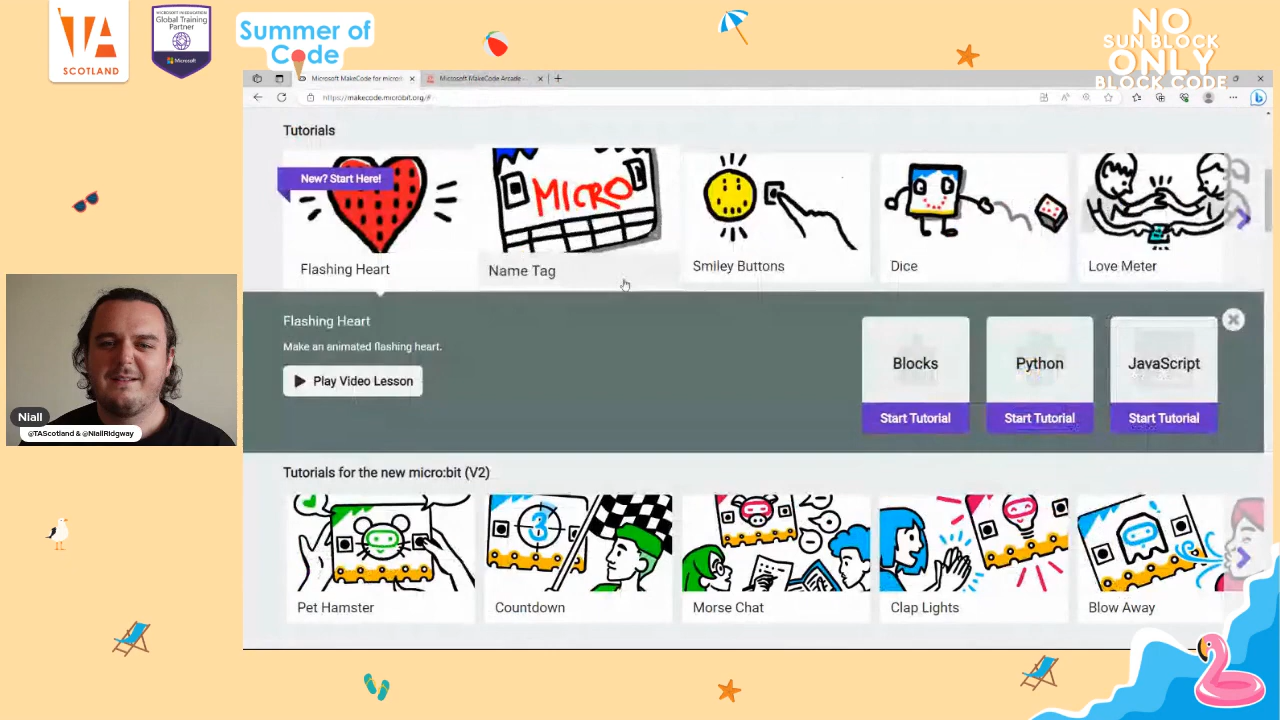 TA
SCOTLAND
MICROSOFT IN EDUCATION
Global Training
Partner
Microsoft
Summer of
Code
NO
SUN BLOCK
ONLY
BLOCK CODE
Microsoft MakeCode for micro:
Microsoft MakeCode Arcade
https://makecode.microbit.org/#
Tutorials
New? Start Here!
MICRO
Flashing Heart
Name Tag
Smiley Buttons
Dice
Love Meter
Flashing Heart
Make an animated flashing heart.
Play Video Lesson
Blocks
Python
JavaScript
Start Tutorial
Start Tutorial
Start Tutorial
Niall
@TAScotland & @NiallRidgway
Tutorials for the new micro:bit (V2)
3
Pet Hamster
Countdown
Morse Chat
Clap Lights
Blow Away